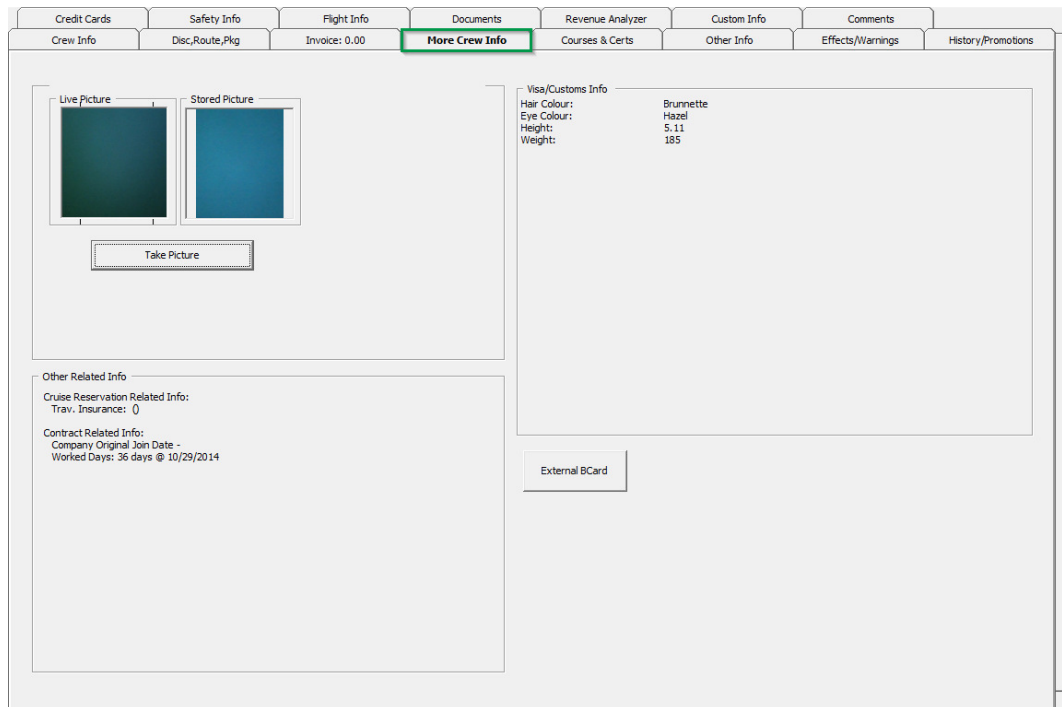 Credit Cards Safety Info Flight Info Documents Revenue Analyzer Custom Info Comments
Crew Info Disc,Route,Pkg Invoice: 0.00 More Crew Info Courses & Certs Other Info Effects/Warnings History/Promotions
Live Picture Stored Picture
Take Picture
Visa/Customs Info
Hair Colour: Brunnette
Eye Colour: Hazel
Height: 5.11
Weight: 185
Other Related Info
Cruise Reservation Related Info:
Trav. Insurance: ()
Contract Related Info:
Company Original Join Date -
Worked Days: 36 days @ 10/29/2014
External BCard